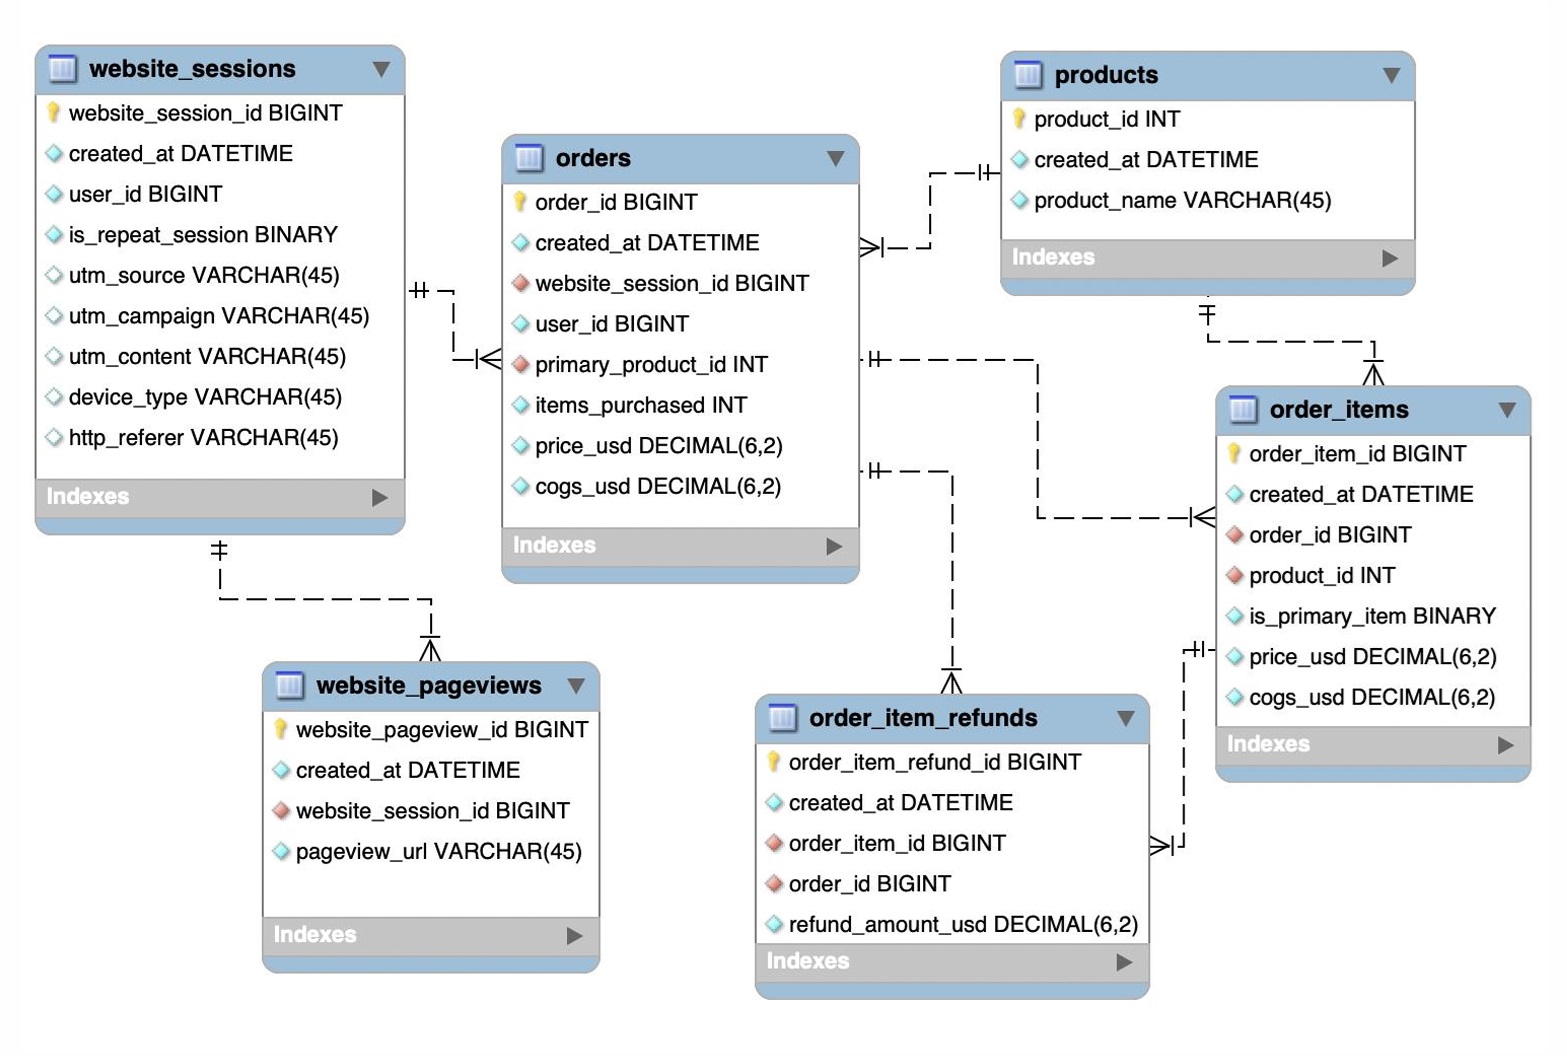 website_sessions
website_session_id BIGINT
created_at DATETIME
user_id BIGINT
is_repeat_session BINARY
utm_source VARCHAR(45)
utm_campaign VARCHAR(45)
utm_content VARCHAR(45)
device_type VARCHAR(45)
http_referer VARCHAR(45)
Indexes
orders
order_id BIGINT
created_at DATETIME
website_session_id BIGINT
user_id BIGINT
primary_product_id INT
items_purchased INT
price_usd DECIMAL(6,2)
cogs_usd DECIMAL(6,2)
Indexes
products
product_id INT
created_at DATETIME
product_name VARCHAR(45)
Indexes
order_items
order_item_id BIGINT
created_at DATETIME
order_id BIGINT
product_id INT
is_primary_item BINARY
price_usd DECIMAL(6,2)
cogs_usd DECIMAL(6,2)
Indexes
website_pageviews
website_pageview_id BIGINT
created_at DATETIME
website_session_id BIGINT
pageview_url VARCHAR(45)
Indexes
order_item_refunds
order_item_refund_id BIGINT
created_at DATETIME
order_item_id BIGINT
order_id BIGINT
refund_amount_usd DECIMAL(6,2)
Indexes